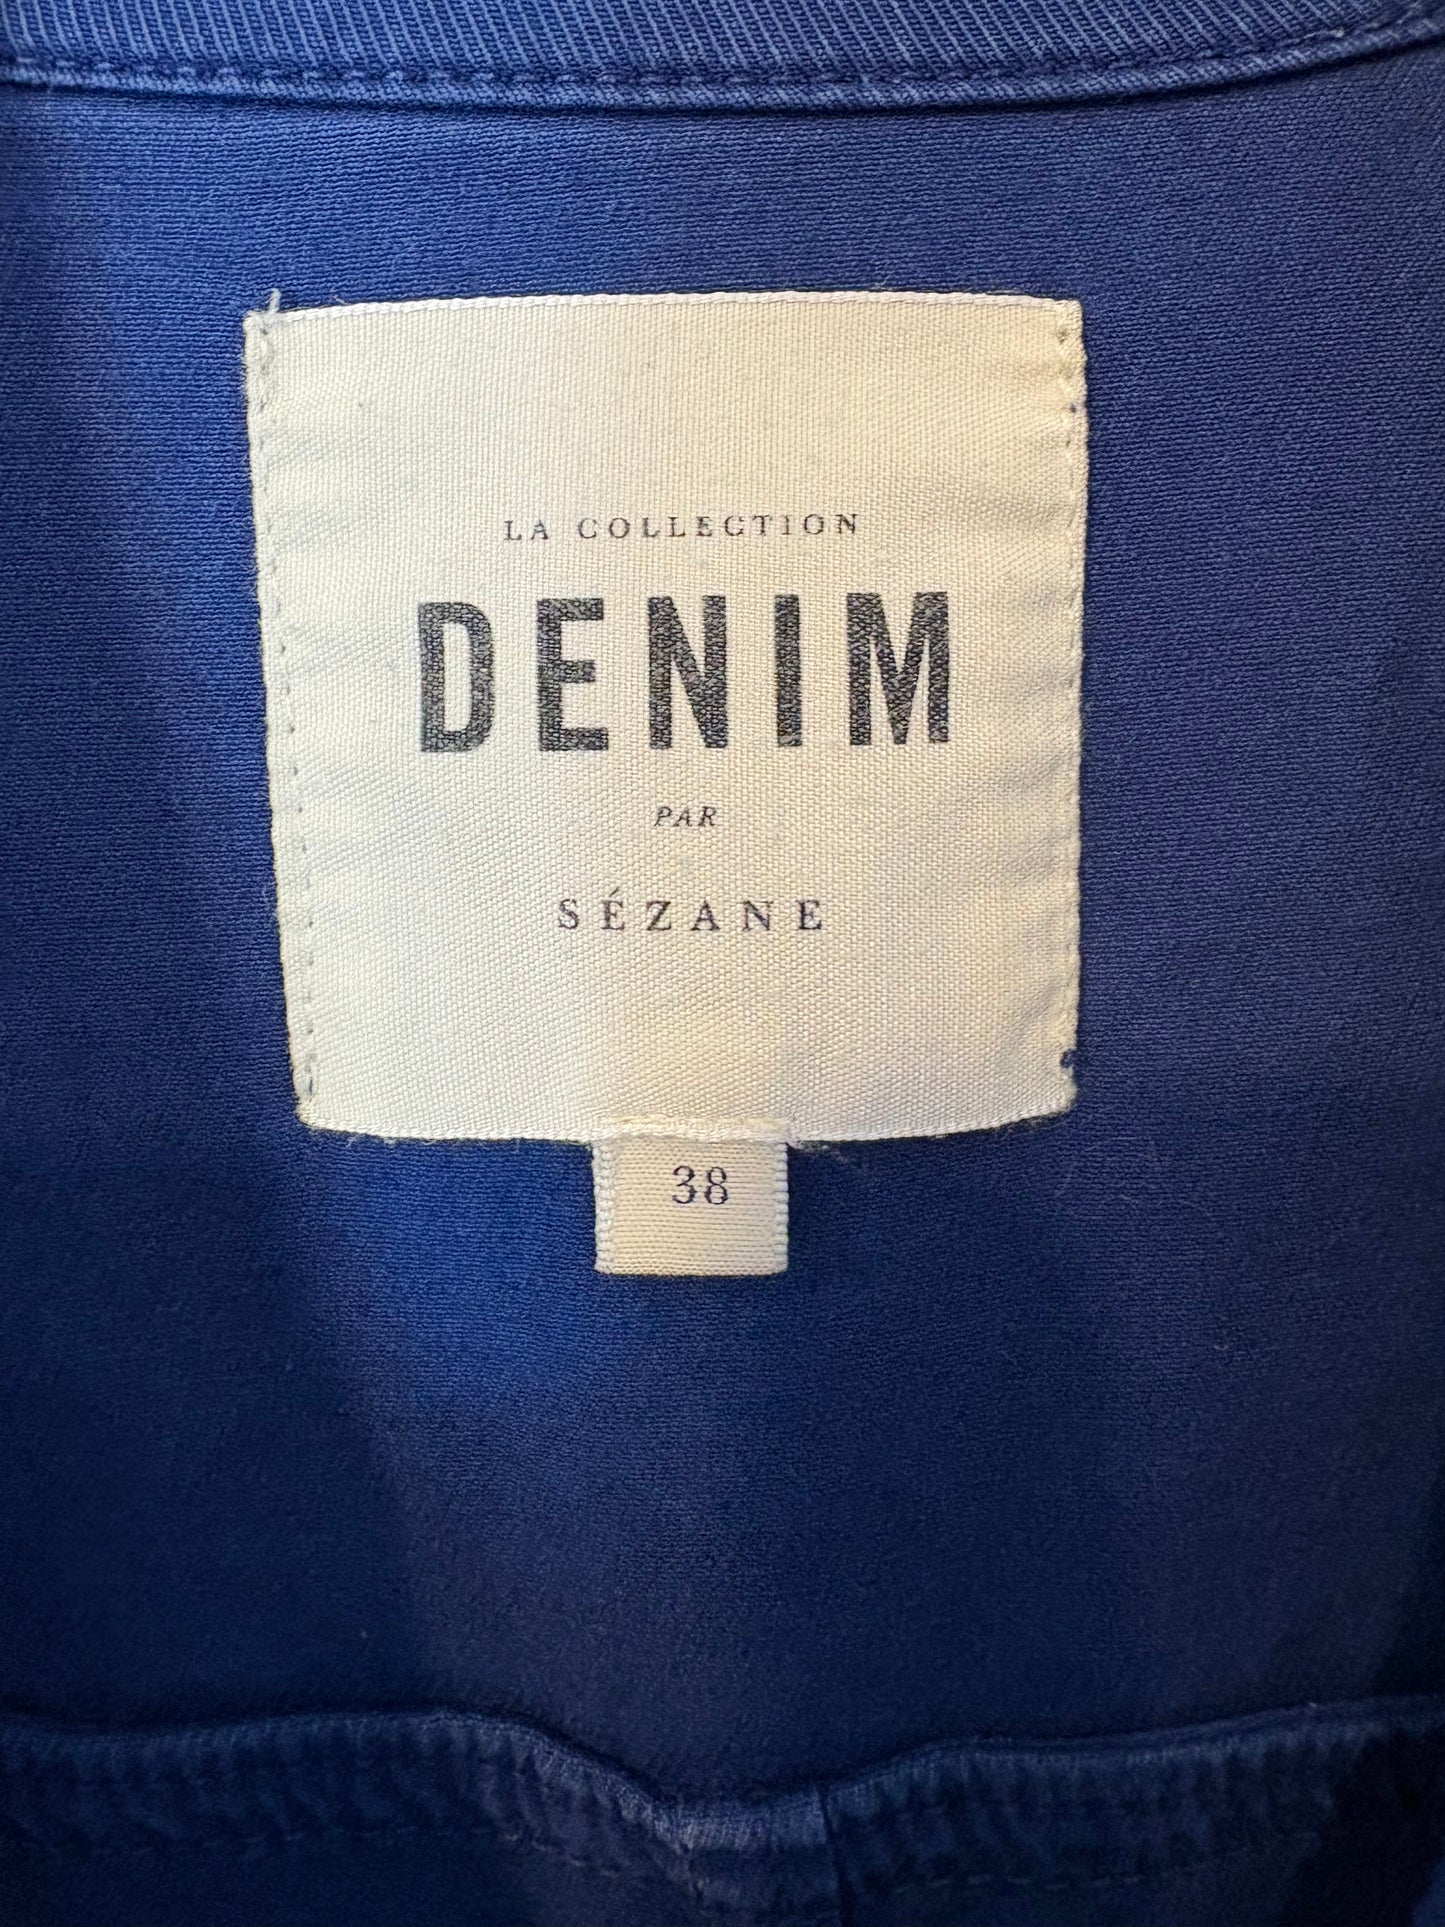 LA COLLECTION
DENIM
PAR
SÉZANE
38